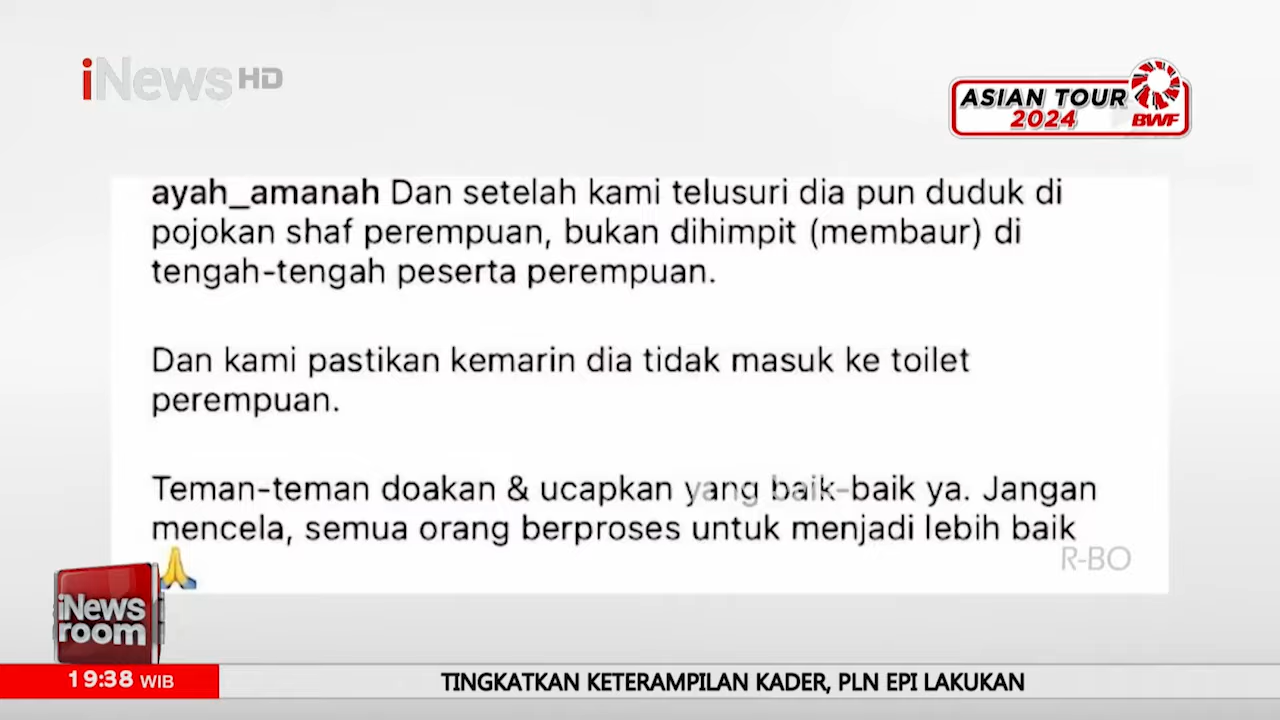 iNews HD
ASIAN TOUR
2024
BWF
ayah_amanah Dan setelah kami telusuri dia pun duduk di
pojokan shaf perempuan, bukan dihimpit (membaur) di
tengah-tengah peserta perempuan.
Dan kami pastikan kemarin dia tidak masuk ke toilet
perempuan.
Teman-teman doakan & ucapkan yang baik-baik ya. Jangan
mencela, semua orang berproses untuk menjadi lebih baik
R-BO
iNews
room
19:38 WIB
TINGKATKAN KETERAMPILAN KADER, PLN EPI LAKUKAN